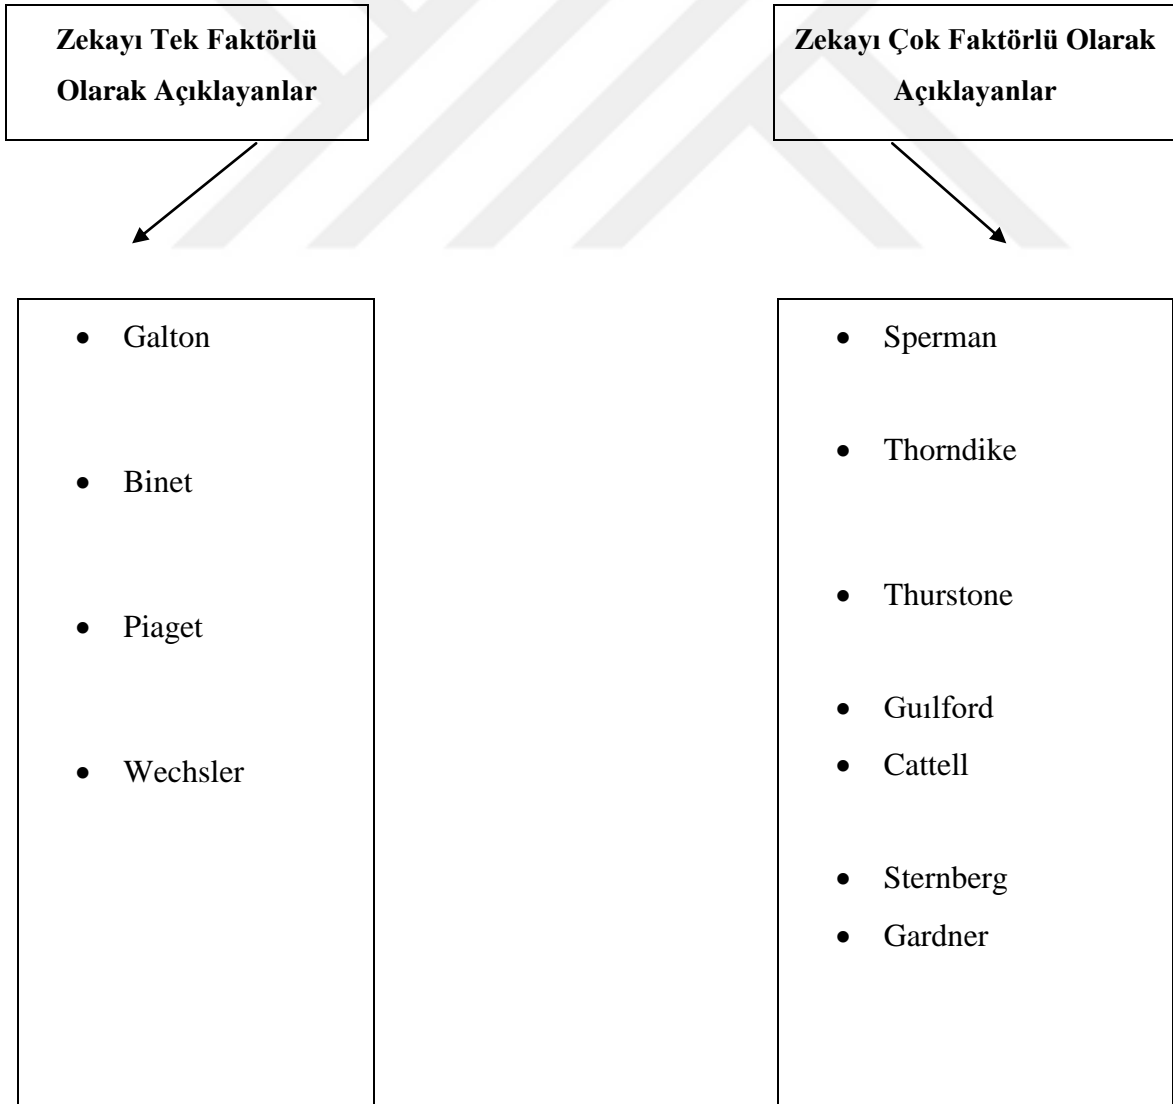 Zekayı Tek Faktörlü
Olarak Açıklayanlar
• Galton
• Binet
• Piaget
• Wechsler
Zekayı Çok Faktörlü Olarak
Açıklayanlar
• Sperman
• Thorndike
• Thurstone
• Guılford
• Cattell
• Sternberg
• Gardner